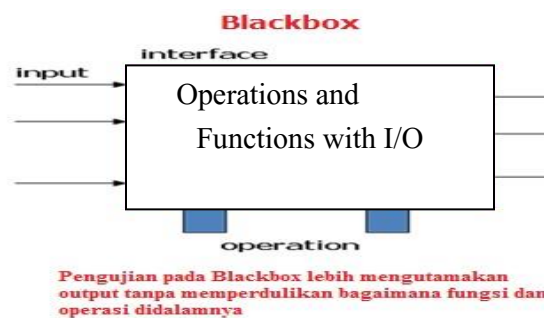 Blackbox
interface
input
Operations and
Functions with I/O
operation
Pengujian pada Blackbox lebih mengutamakan
output tanpa memperdulikan bagaimana fungsi dan
operasi didalamnya